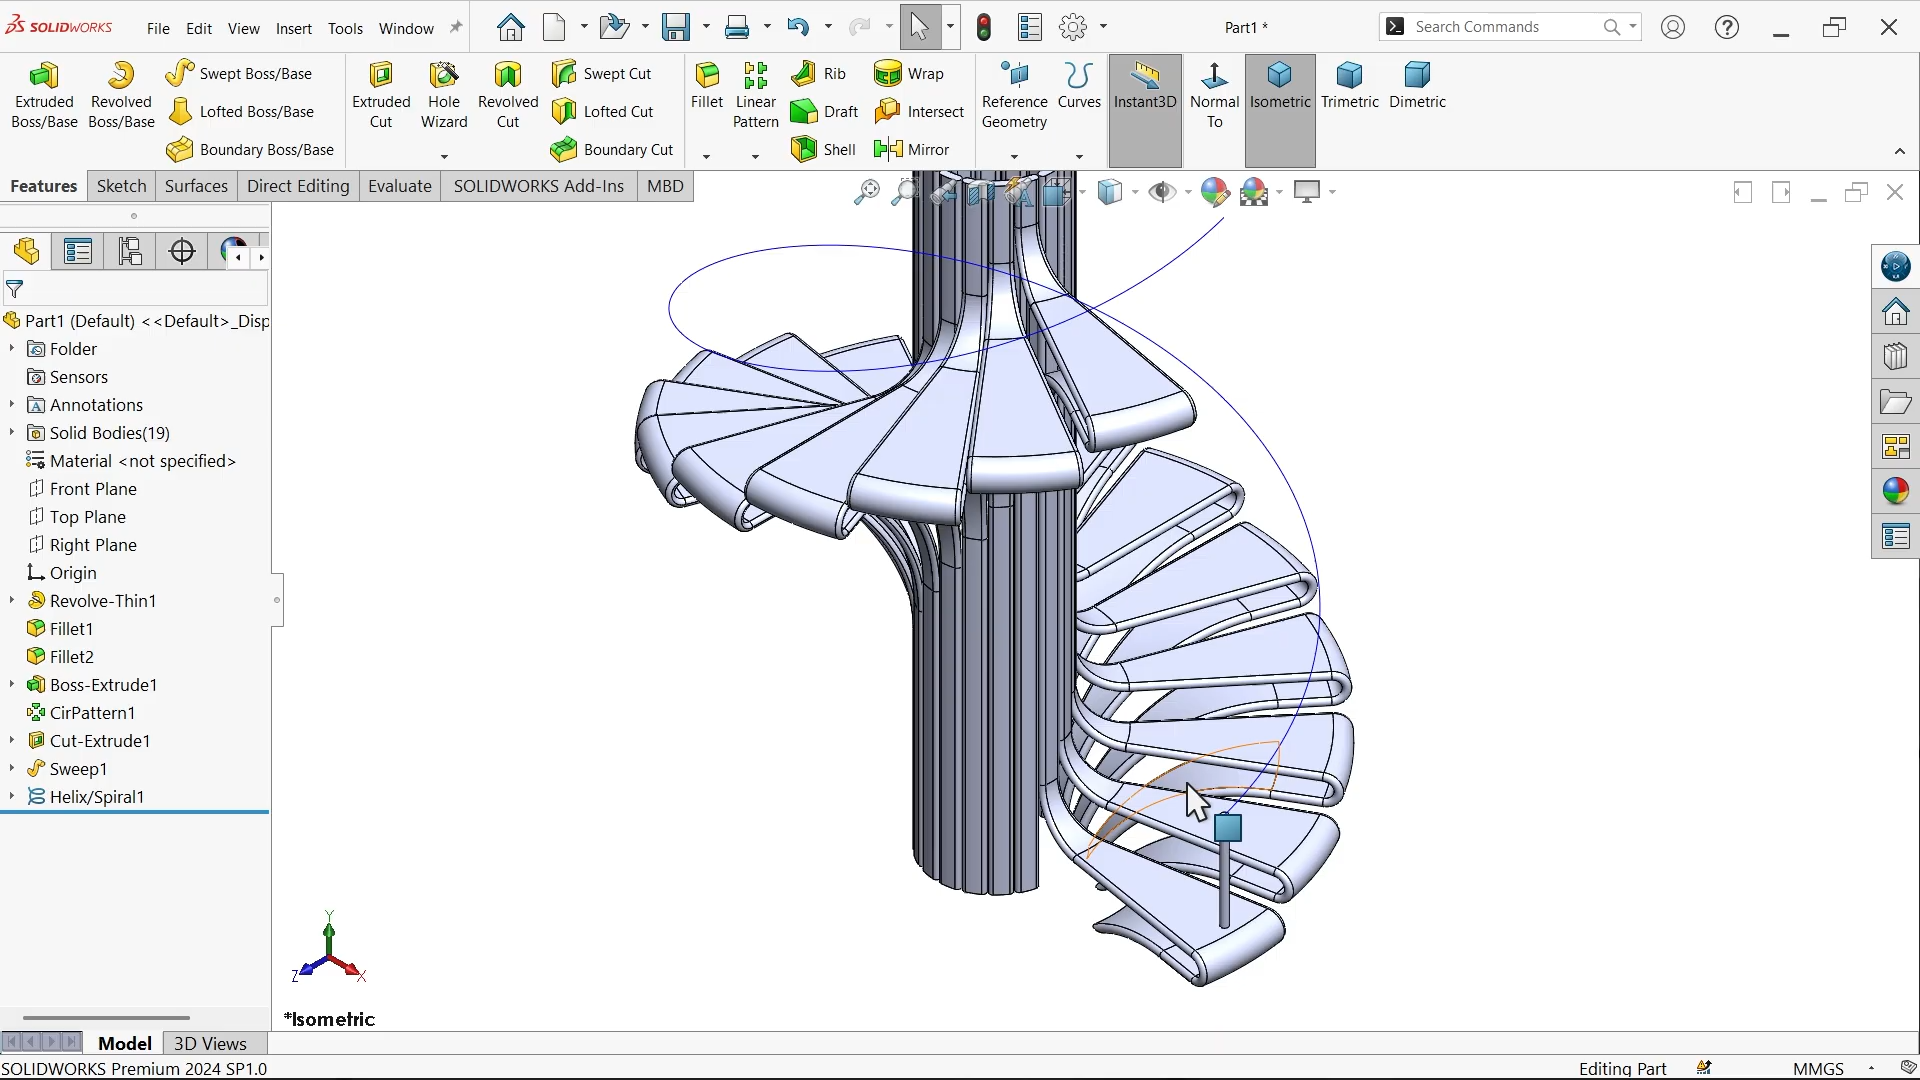 SOLIDWORKS File Edit View Insert Tools Window Part1 * Search Commands
Extruded Boss/Base
Revolved Boss/Base
Swept Boss/Base
Lofted Boss/Base
Boundary Boss/Base
Extruded Cut
Hole Wizard
Revolved Cut
Swept Cut
Lofted Cut
Boundary Cut
Fillet
Linear Pattern
Rib
Draft
Shell
Wrap
Intersect
Mirror
Reference Geometry
Curves
Instant3D
Normal To
Isometric
Trimetric
Dimetric
Features Sketch Surfaces Direct Editing Evaluate SOLIDWORKS Add-Ins MBD
Part1 (Default) <<Default>_Disp
Folder
Sensors
Annotations
Solid Bodies(19)
Material <not specified>
Front Plane
Top Plane
Right Plane
Origin
Revolve-Thin1
Fillet1
Fillet2
Boss-Extrude1
CirPattern1
Cut-Extrude1
Sweep1
Helix/Spiral1
Y
Z X
*Isometric
Model 3D Views
SOLIDWORKS Premium 2024 SP1.0 Editing Part MMGS